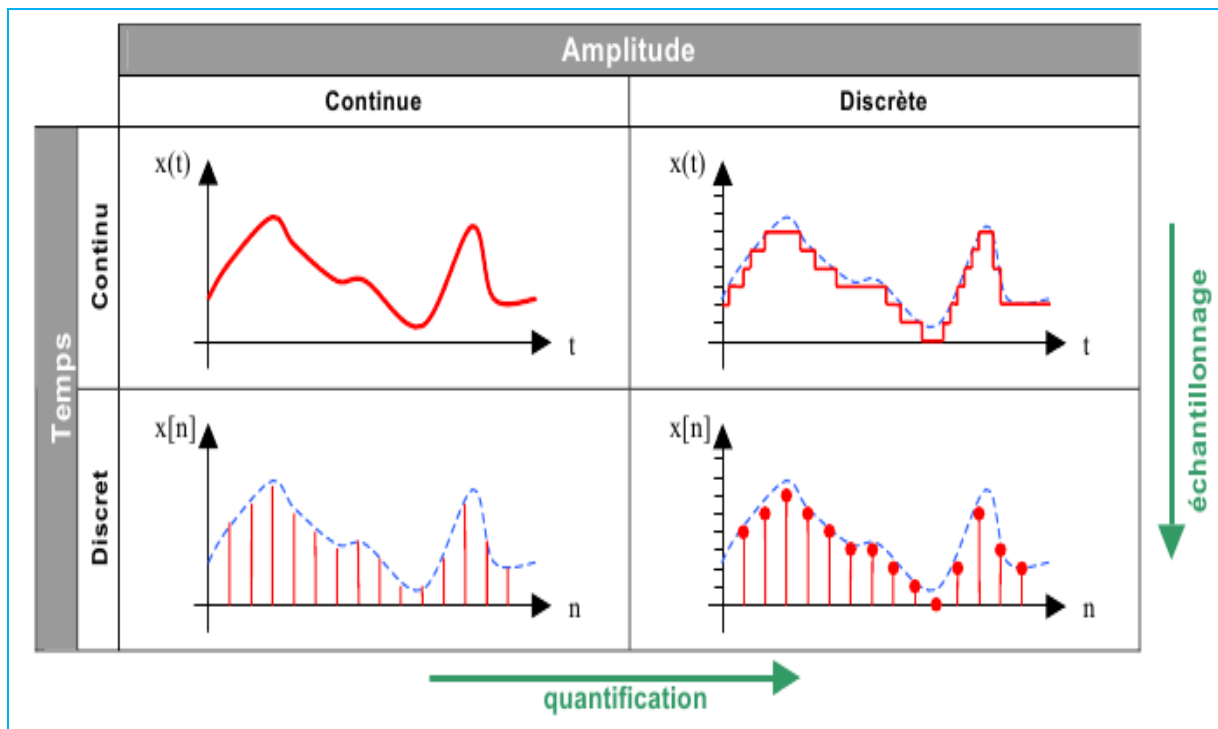 Amplitude
Continue
Discrète
Temps
Continu
x(t)
t
x(t)
t
échantillonnage
Discret
x[n]
n
x[n]
n
quantification